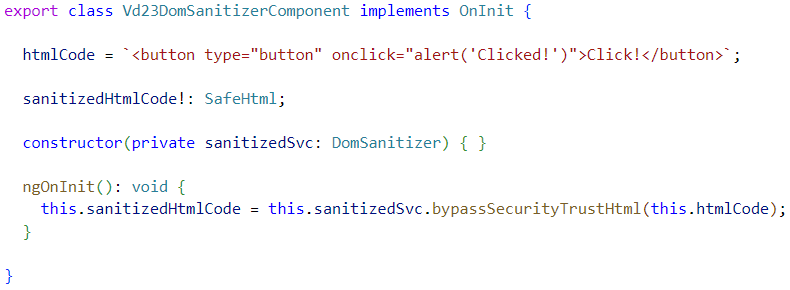 export class Vd23DomSanitizerComponent implements OnInit {
htmlCode = `<button type="button" onclick="alert('Clicked!')">Click!</button>`;
sanitizedHtmlCode!: SafeHtml;
constructor(private sanitizedSvc: DomSanitizer) { }
ngOnInit(): void {
this.sanitizedHtmlCode = this.sanitizedSvc.bypassSecurityTrustHtml(this.htmlCode);
}
}